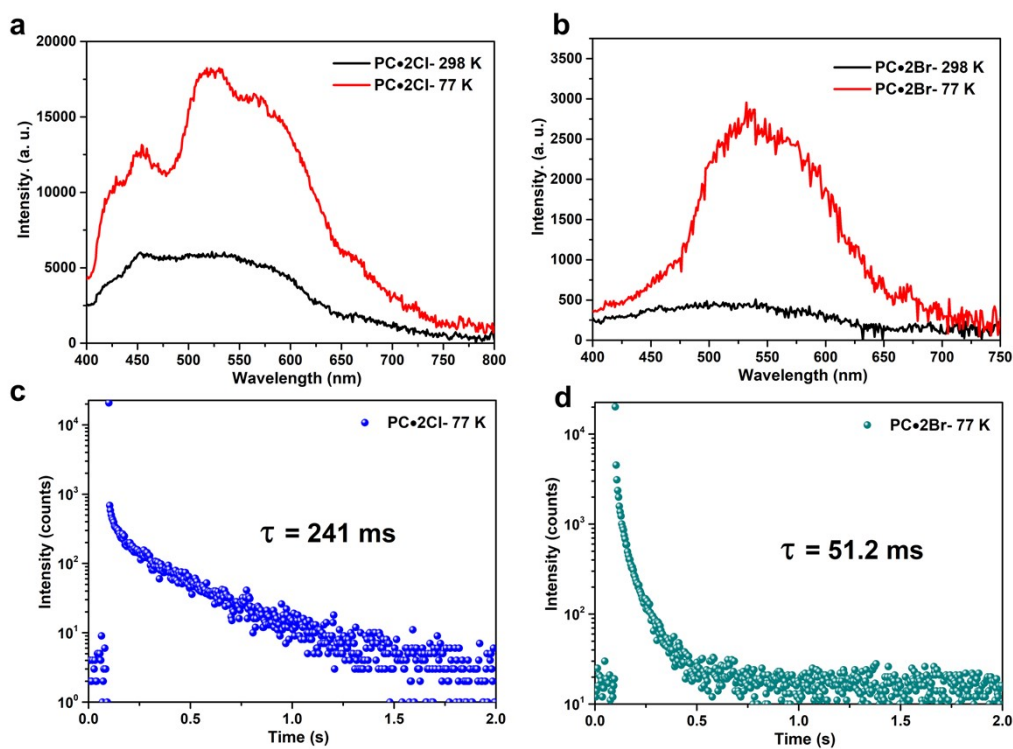 a
20000
15000
10000
5000
0
Intensity. (a. u.)
PC•2Cl- 298 K
PC•2Cl- 77 K
400 450 500 550 600 650 700 750 800
Wavelength (nm)
b
3500
3000
2500
2000
1500
1000
500
0
Intensity. (a. u.)
PC•2Br- 298 K
PC•2Br- 77 K
400 450 500 550 600 650 700 750
Wavelength (nm)
c
10⁴
10³
10²
10¹
10⁰
Intensity (counts)
PC•2Cl- 77 K
τ = 241 ms
0.0 0.5 1.0 1.5 2.0
Time (s)
d
10⁴
10³
10²
10¹
Intensity (counts)
PC•2Br- 77 K
τ = 51.2 ms
0.0 0.5 1.0 1.5 2.0
Time (s)